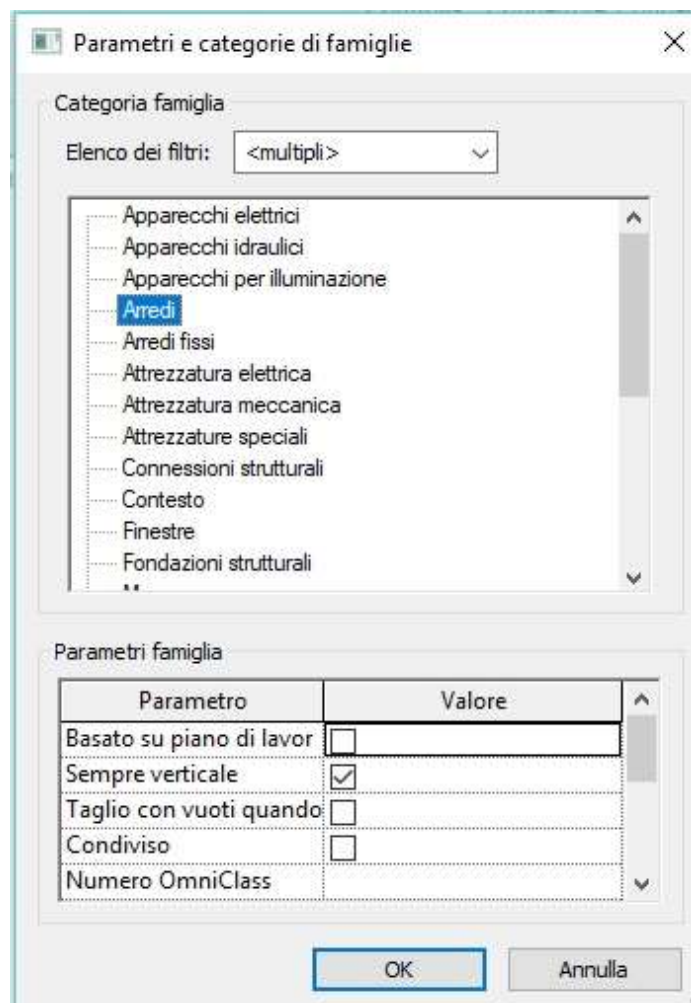 Parametri e categorie di famiglie
Categoria famiglia
Elenco dei filtri: <multipli>
Apparecchi elettrici
Apparecchi idraulici
Apparecchi per illuminazione
Arredi
Arredi fissi
Attrezzatura elettrica
Attrezzatura meccanica
Attrezzature speciali
Connessioni strutturali
Contesto
Finestre
Fondazioni strutturali
Parametri famiglia
Parametro Valore
Basato su piano di lavor
Sempre verticale
Taglio con vuoti quando
Condiviso
Numero OmniClass
OK Annulla